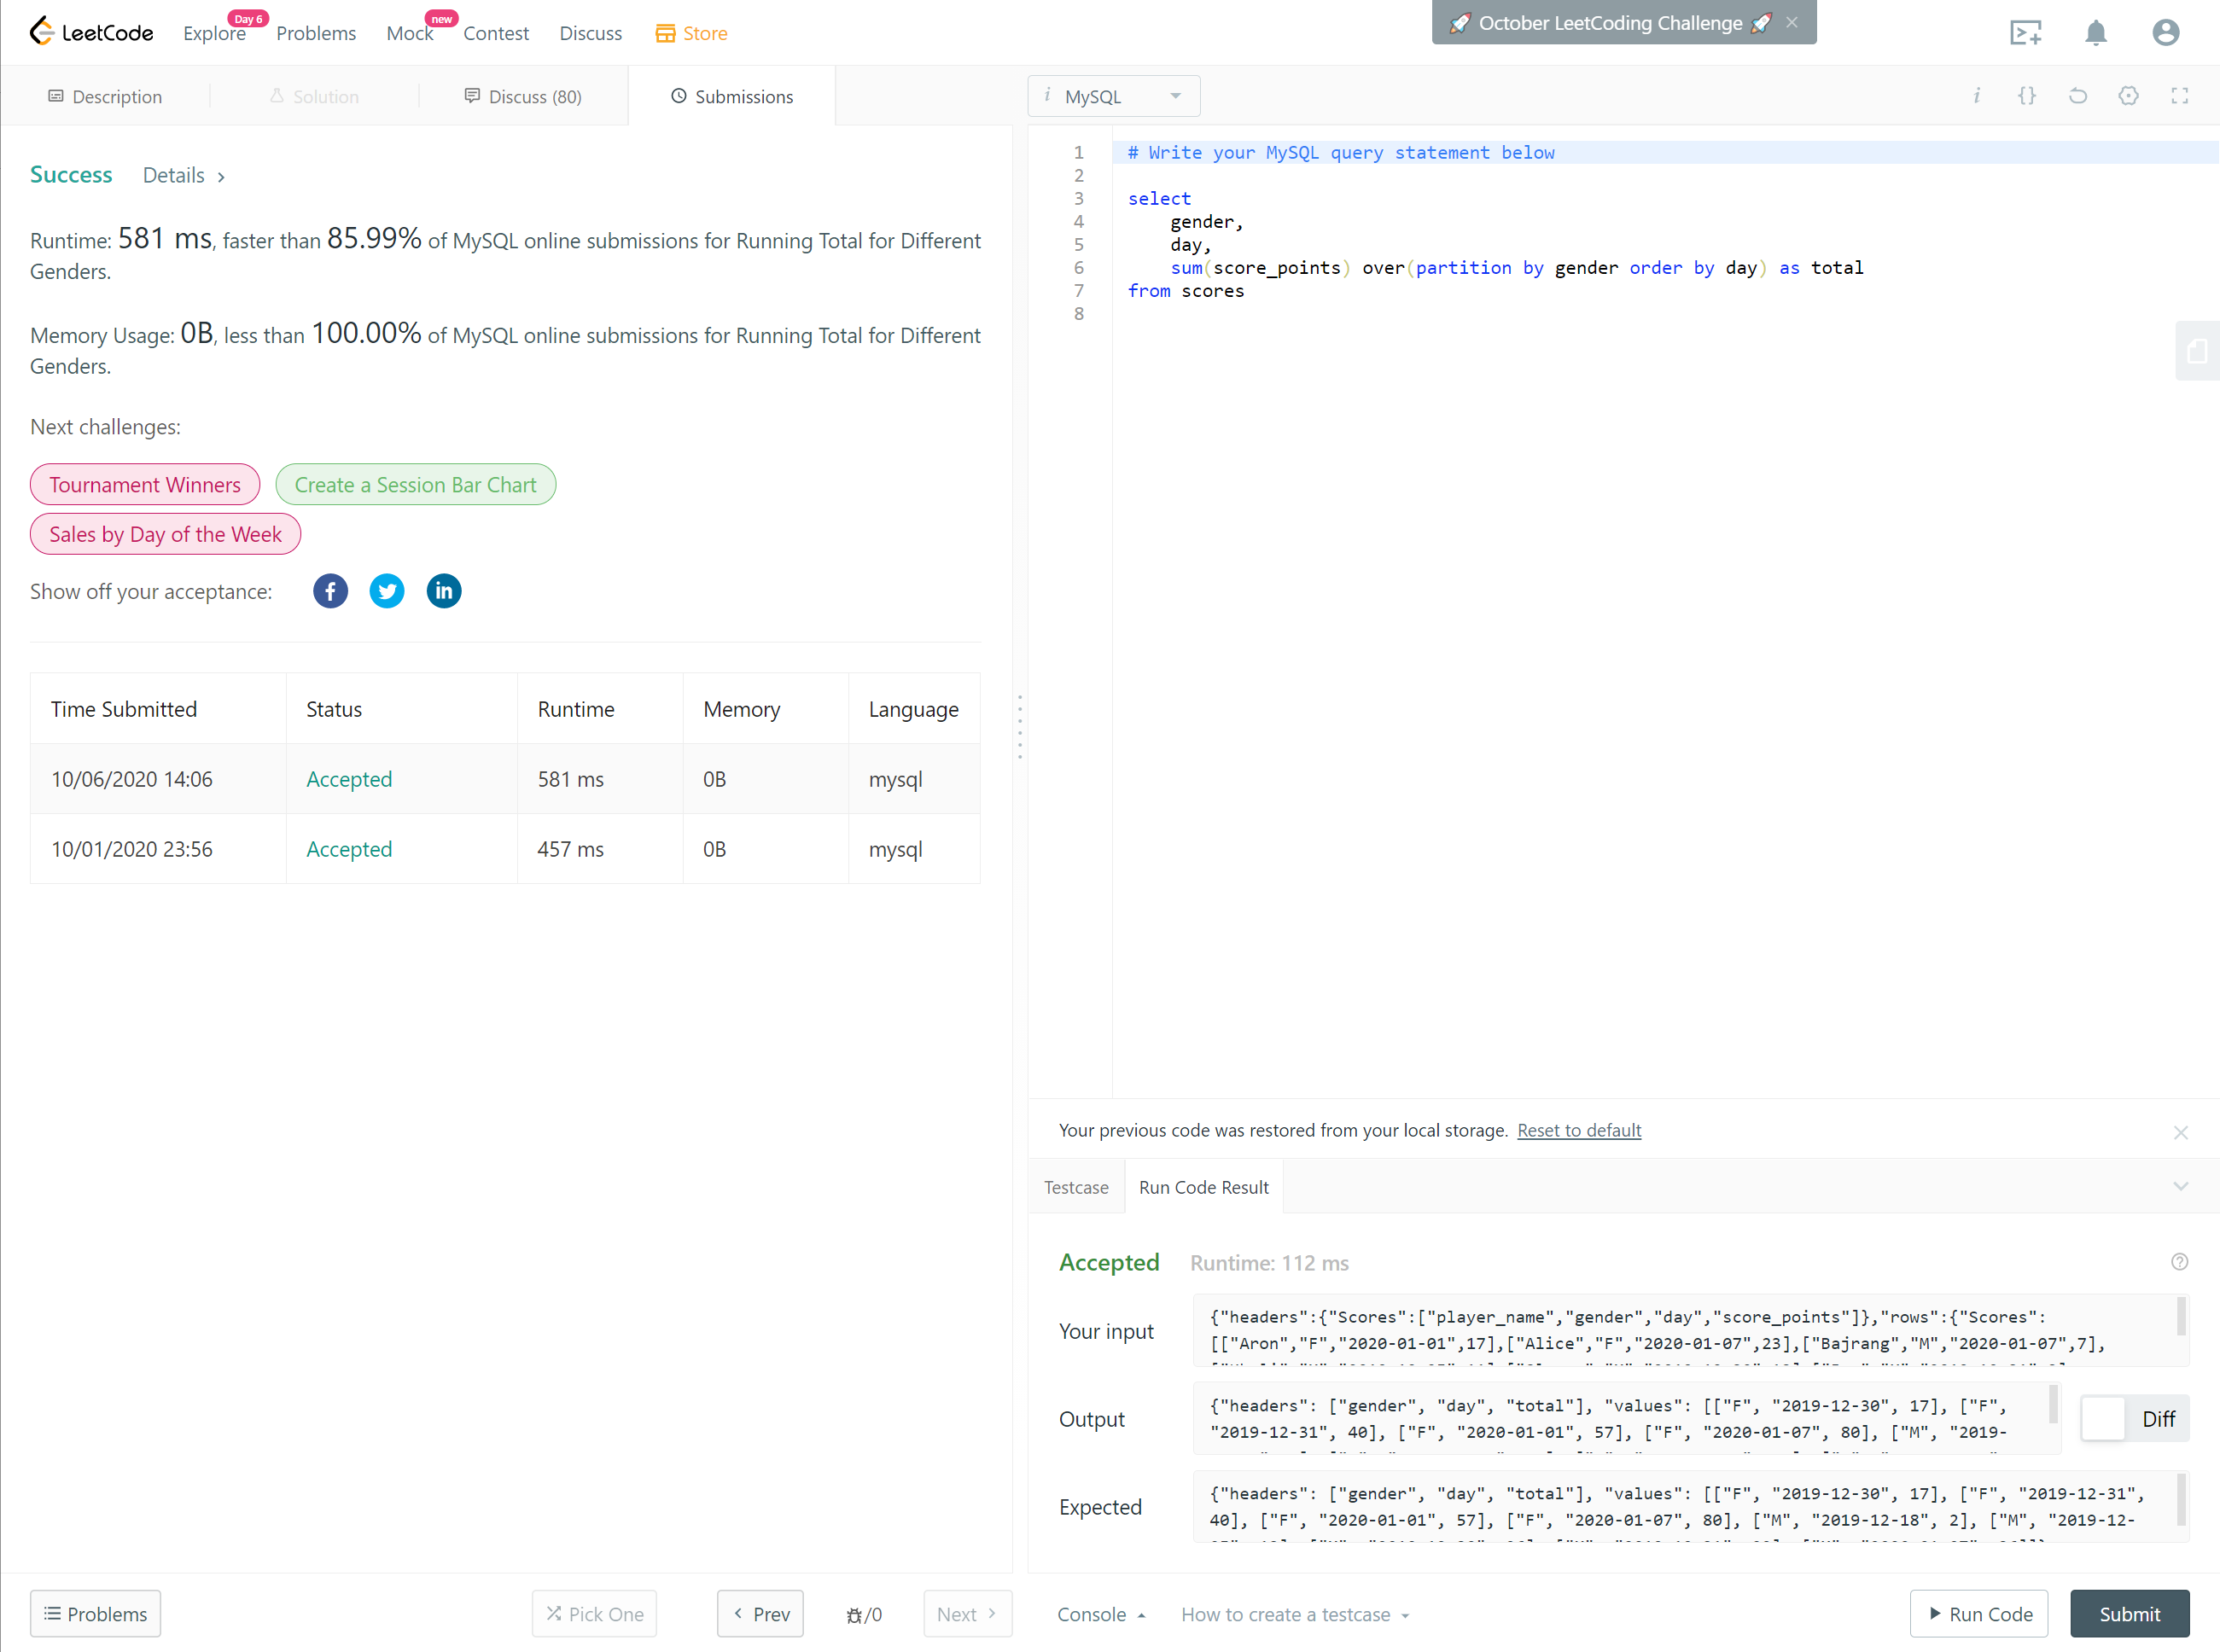 LeetCode Explore Day 6 Problems Mock new Contest Discuss Store
🚀 October LeetCoding Challenge 🚀 ×
Description Solution Discuss (80) Submissions
Success Details >
Runtime: 581 ms, faster than 85.99% of MySQL online submissions for Running Total for Different
Genders.
Memory Usage: 0B, less than 100.00% of MySQL online submissions for Running Total for Different
Genders.
Next challenges:
Tournament Winners Create a Session Bar Chart
Sales by Day of the Week
Show off your acceptance:
Time Submitted Status Runtime Memory Language
10/06/2020 14:06 Accepted 581 ms 0B mysql
10/01/2020 23:56 Accepted 457 ms 0B mysql
Problems Pick One < Prev /0 Next >
i MySQL
i {}
1 # Write your MySQL query statement below
2
3 select
4 gender,
5 day,
6 sum(score_points) over(partition by gender order by day) as total
7 from scores
8
Your previous code was restored from your local storage. Reset to default
Testcase Run Code Result
Accepted Runtime: 112 ms
Your input
{"headers":{"Scores":["player_name","gender","day","score_points"]},"rows":{"Scores":
[["Aron","F","2020-01-01",17],["Alice","F","2020-01-07",23],["Bajrang","M","2020-01-07",7],
Output
{"headers": ["gender", "day", "total"], "values": [["F", "2019-12-30", 17], ["F",
"2019-12-31", 40], ["F", "2020-01-01", 57], ["F", "2020-01-07", 80], ["M", "2019-
Diff
Expected
{"headers": ["gender", "day", "total"], "values": [["F", "2019-12-30", 17], ["F", "2019-12-31",
40], ["F", "2020-01-01", 57], ["F", "2020-01-07", 80], ["M", "2019-12-18", 2], ["M", "2019-12-
Console How to create a testcase Run Code Submit